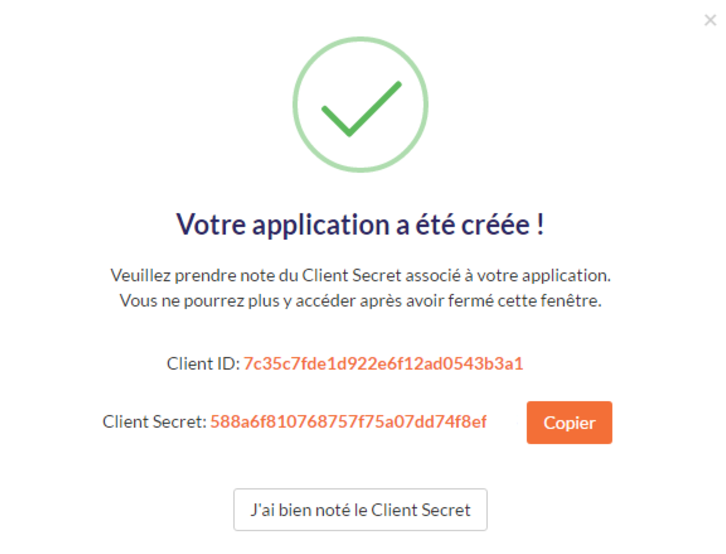 Votre application a été créée !
Veuillez prendre note du Client Secret associé à votre application.
Vous ne pourrez plus y accéder après avoir fermé cette fenêtre.
Client ID: 7c35c7fde1d922e6f12ad0543b3a1
Client Secret: 588a6f810768757f75a07dd74f8ef
Copier
J'ai bien noté le Client Secret